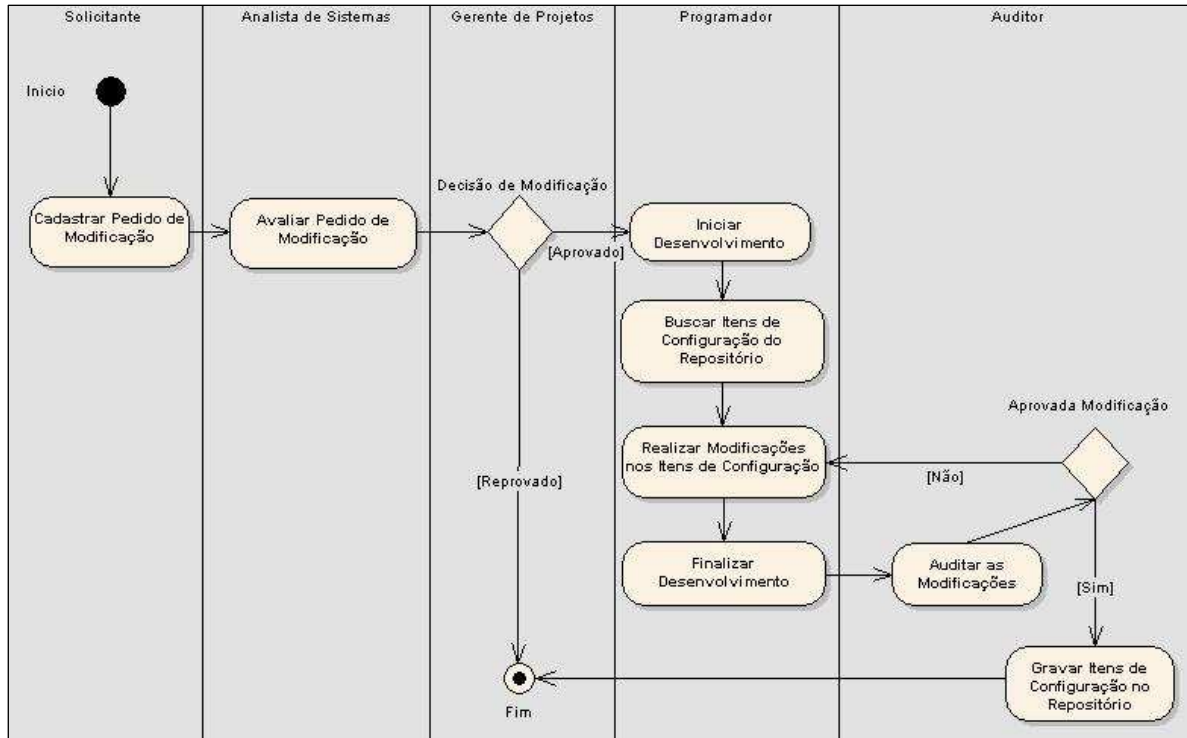 Solicitante
Analista de Sistemas
Gerente de Projetos
Programador
Auditor
Inicio
Cadastrar Pedido de
Modificação
Avaliar Pedido de
Modificação
Decisão de Modificação
[Aprovado]
Iniciar
Desenvolvimento
Buscar Itens de
Configuração do
Repositório
Aprovada Modificação
Realizar Modificações
nos Itens de Configuração
[Não]
[Reprovado]
Finalizar
Desenvolvimento
Auditar as
Modificações
[Sim]
Gravar Itens de
Configuração no
Repositório
Fim